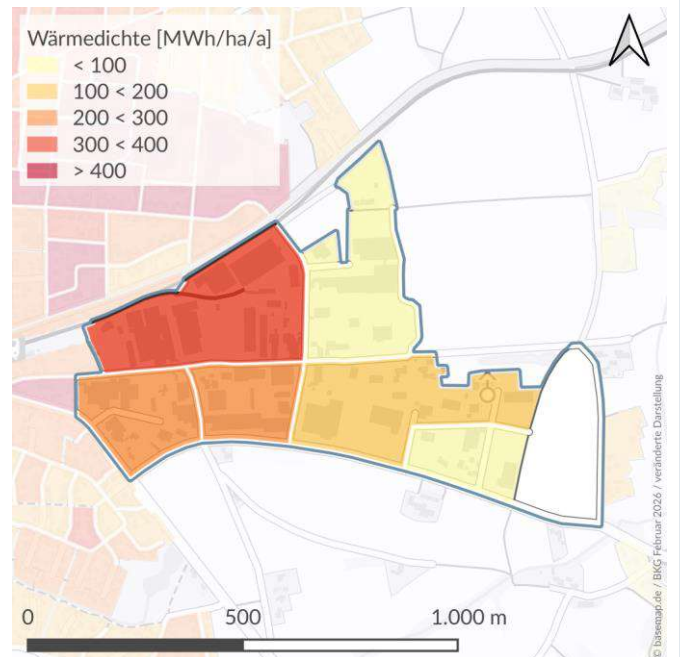 Wärmedichte [MWh/ha/a]
< 100
100 < 200
200 < 300
300 < 400
> 400
0 500 1.000 m
© basemap.de / BKG Februar 2026 / veränderte Darstellung